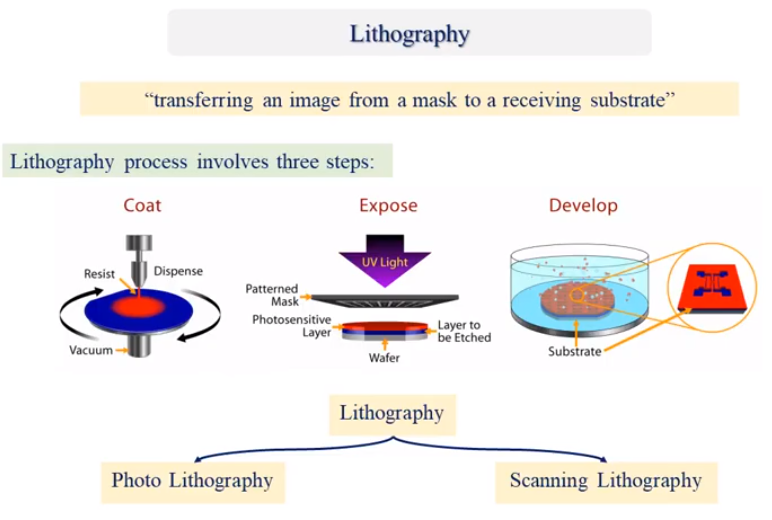 Lithography
“transferring an image from a mask to a receiving substrate”
Lithography process involves three steps:
Coat
Expose
Develop
Resist
Dispense
Vacuum
UV Light
Patterned
Mask
Photosensitive
Layer
Layer to
be Etched
Wafer
Substrate
Lithography
Photo Lithography
Scanning Lithography